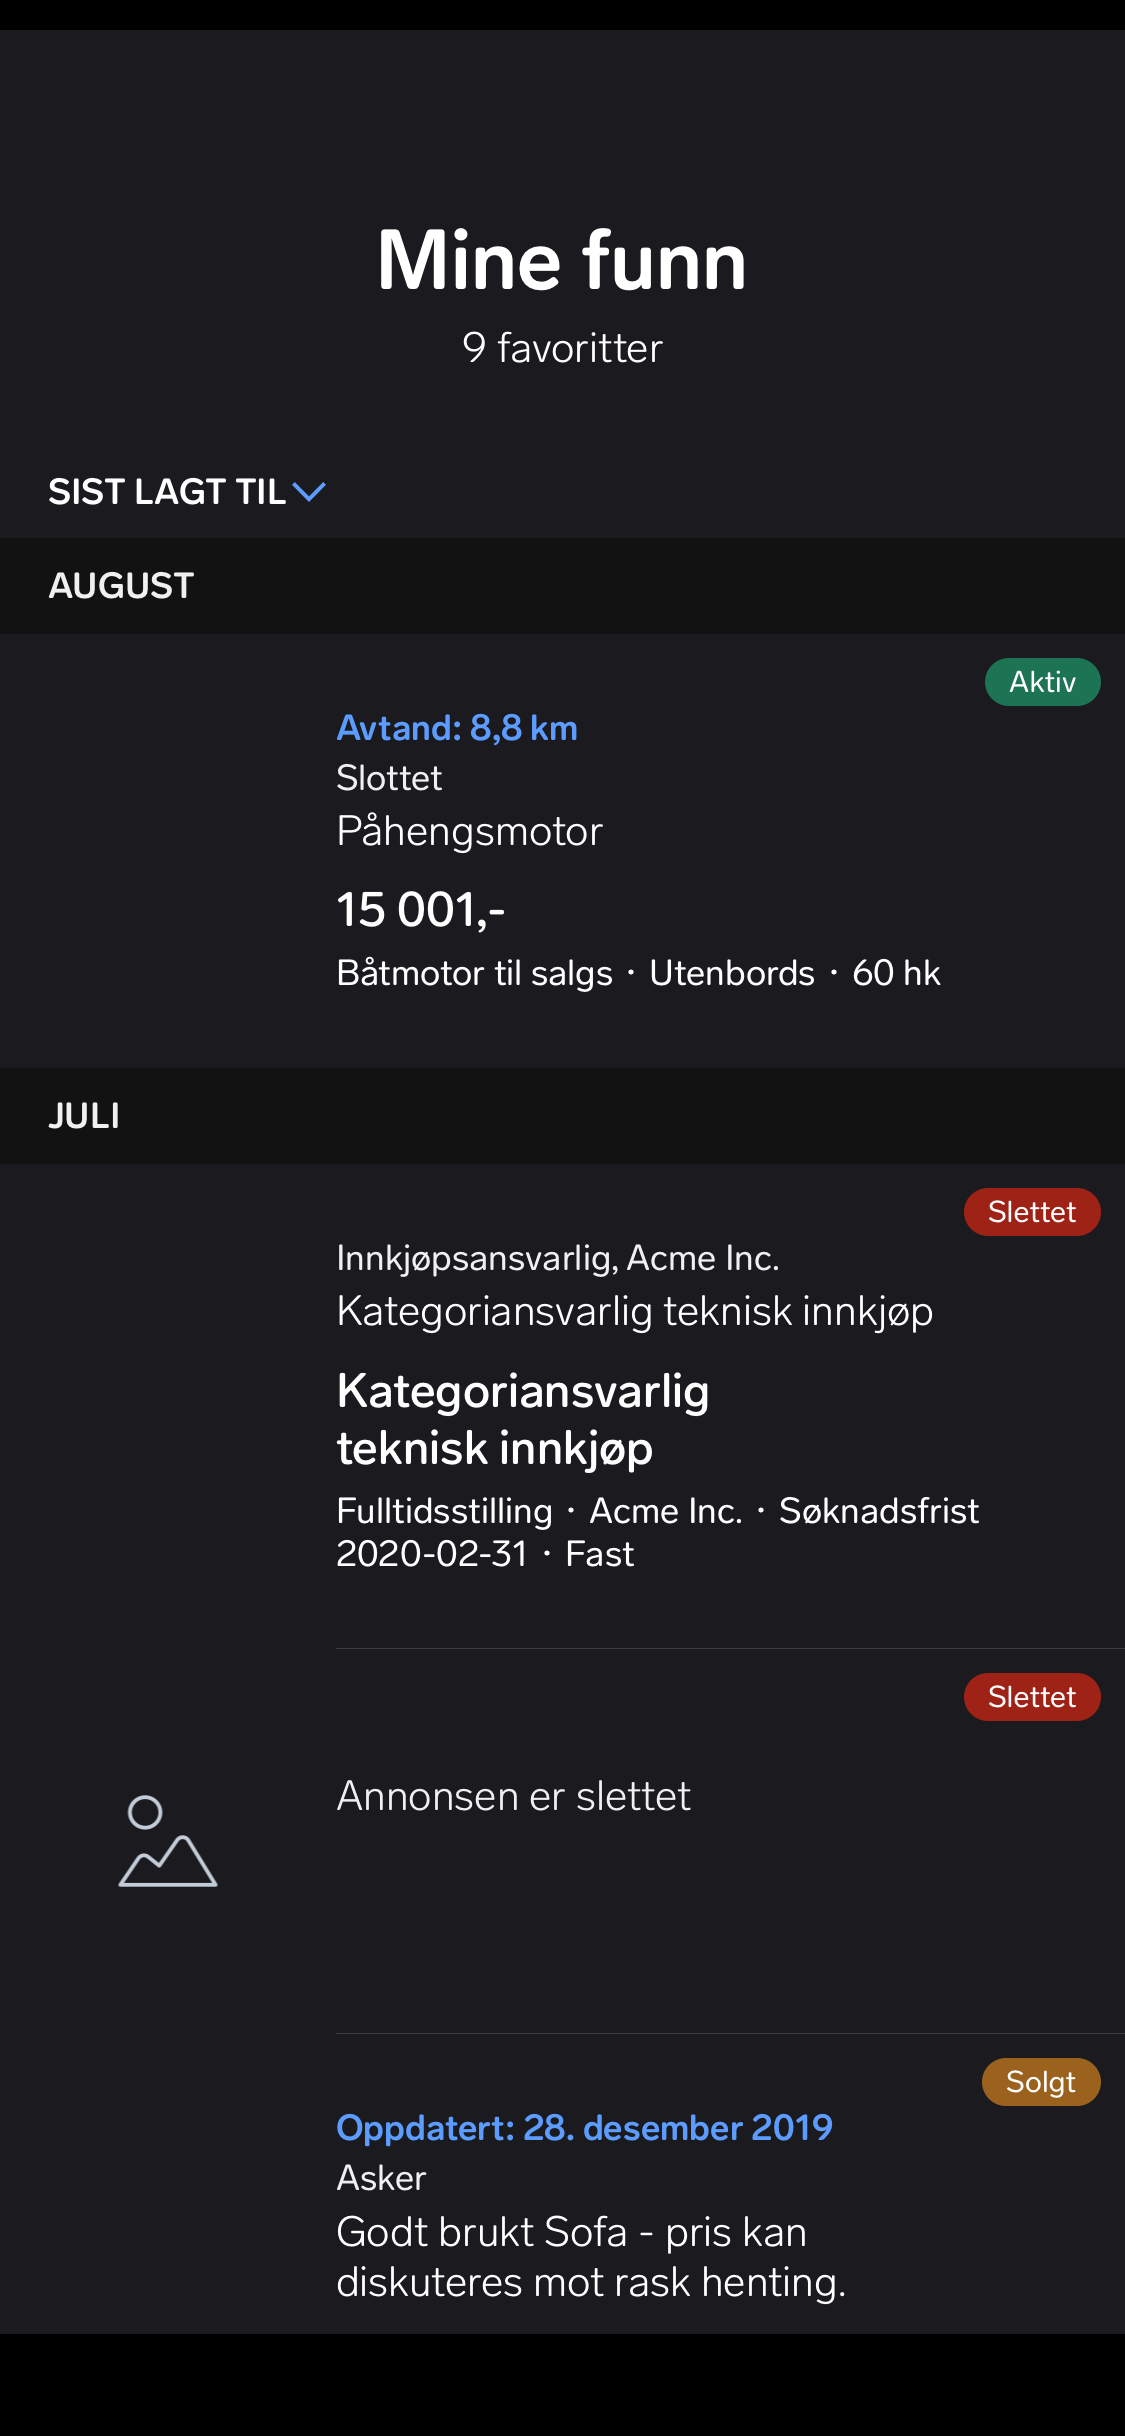 Mine funn
9 favoritter
SIST LAGT TIL
AUGUST
Aktiv
Avtand: 8,8 km
Slottet
Påhengsmotor
15 001,-
Båtmotor til salgs · Utenbords · 60 hk
JULI
Slettet
Innkjøpsansvarlig, Acme Inc.
Kategoriansvarlig teknisk innkjøp
Kategoriansvarlig
teknisk innkjøp
Fulltidsstilling · Acme Inc. · Søknadsfrist
2020-02-31 · Fast
Slettet
Annonsen er slettet
Solgt
Oppdatert: 28. desember 2019
Asker
Godt brukt Sofa - pris kan
diskuteres mot rask henting.